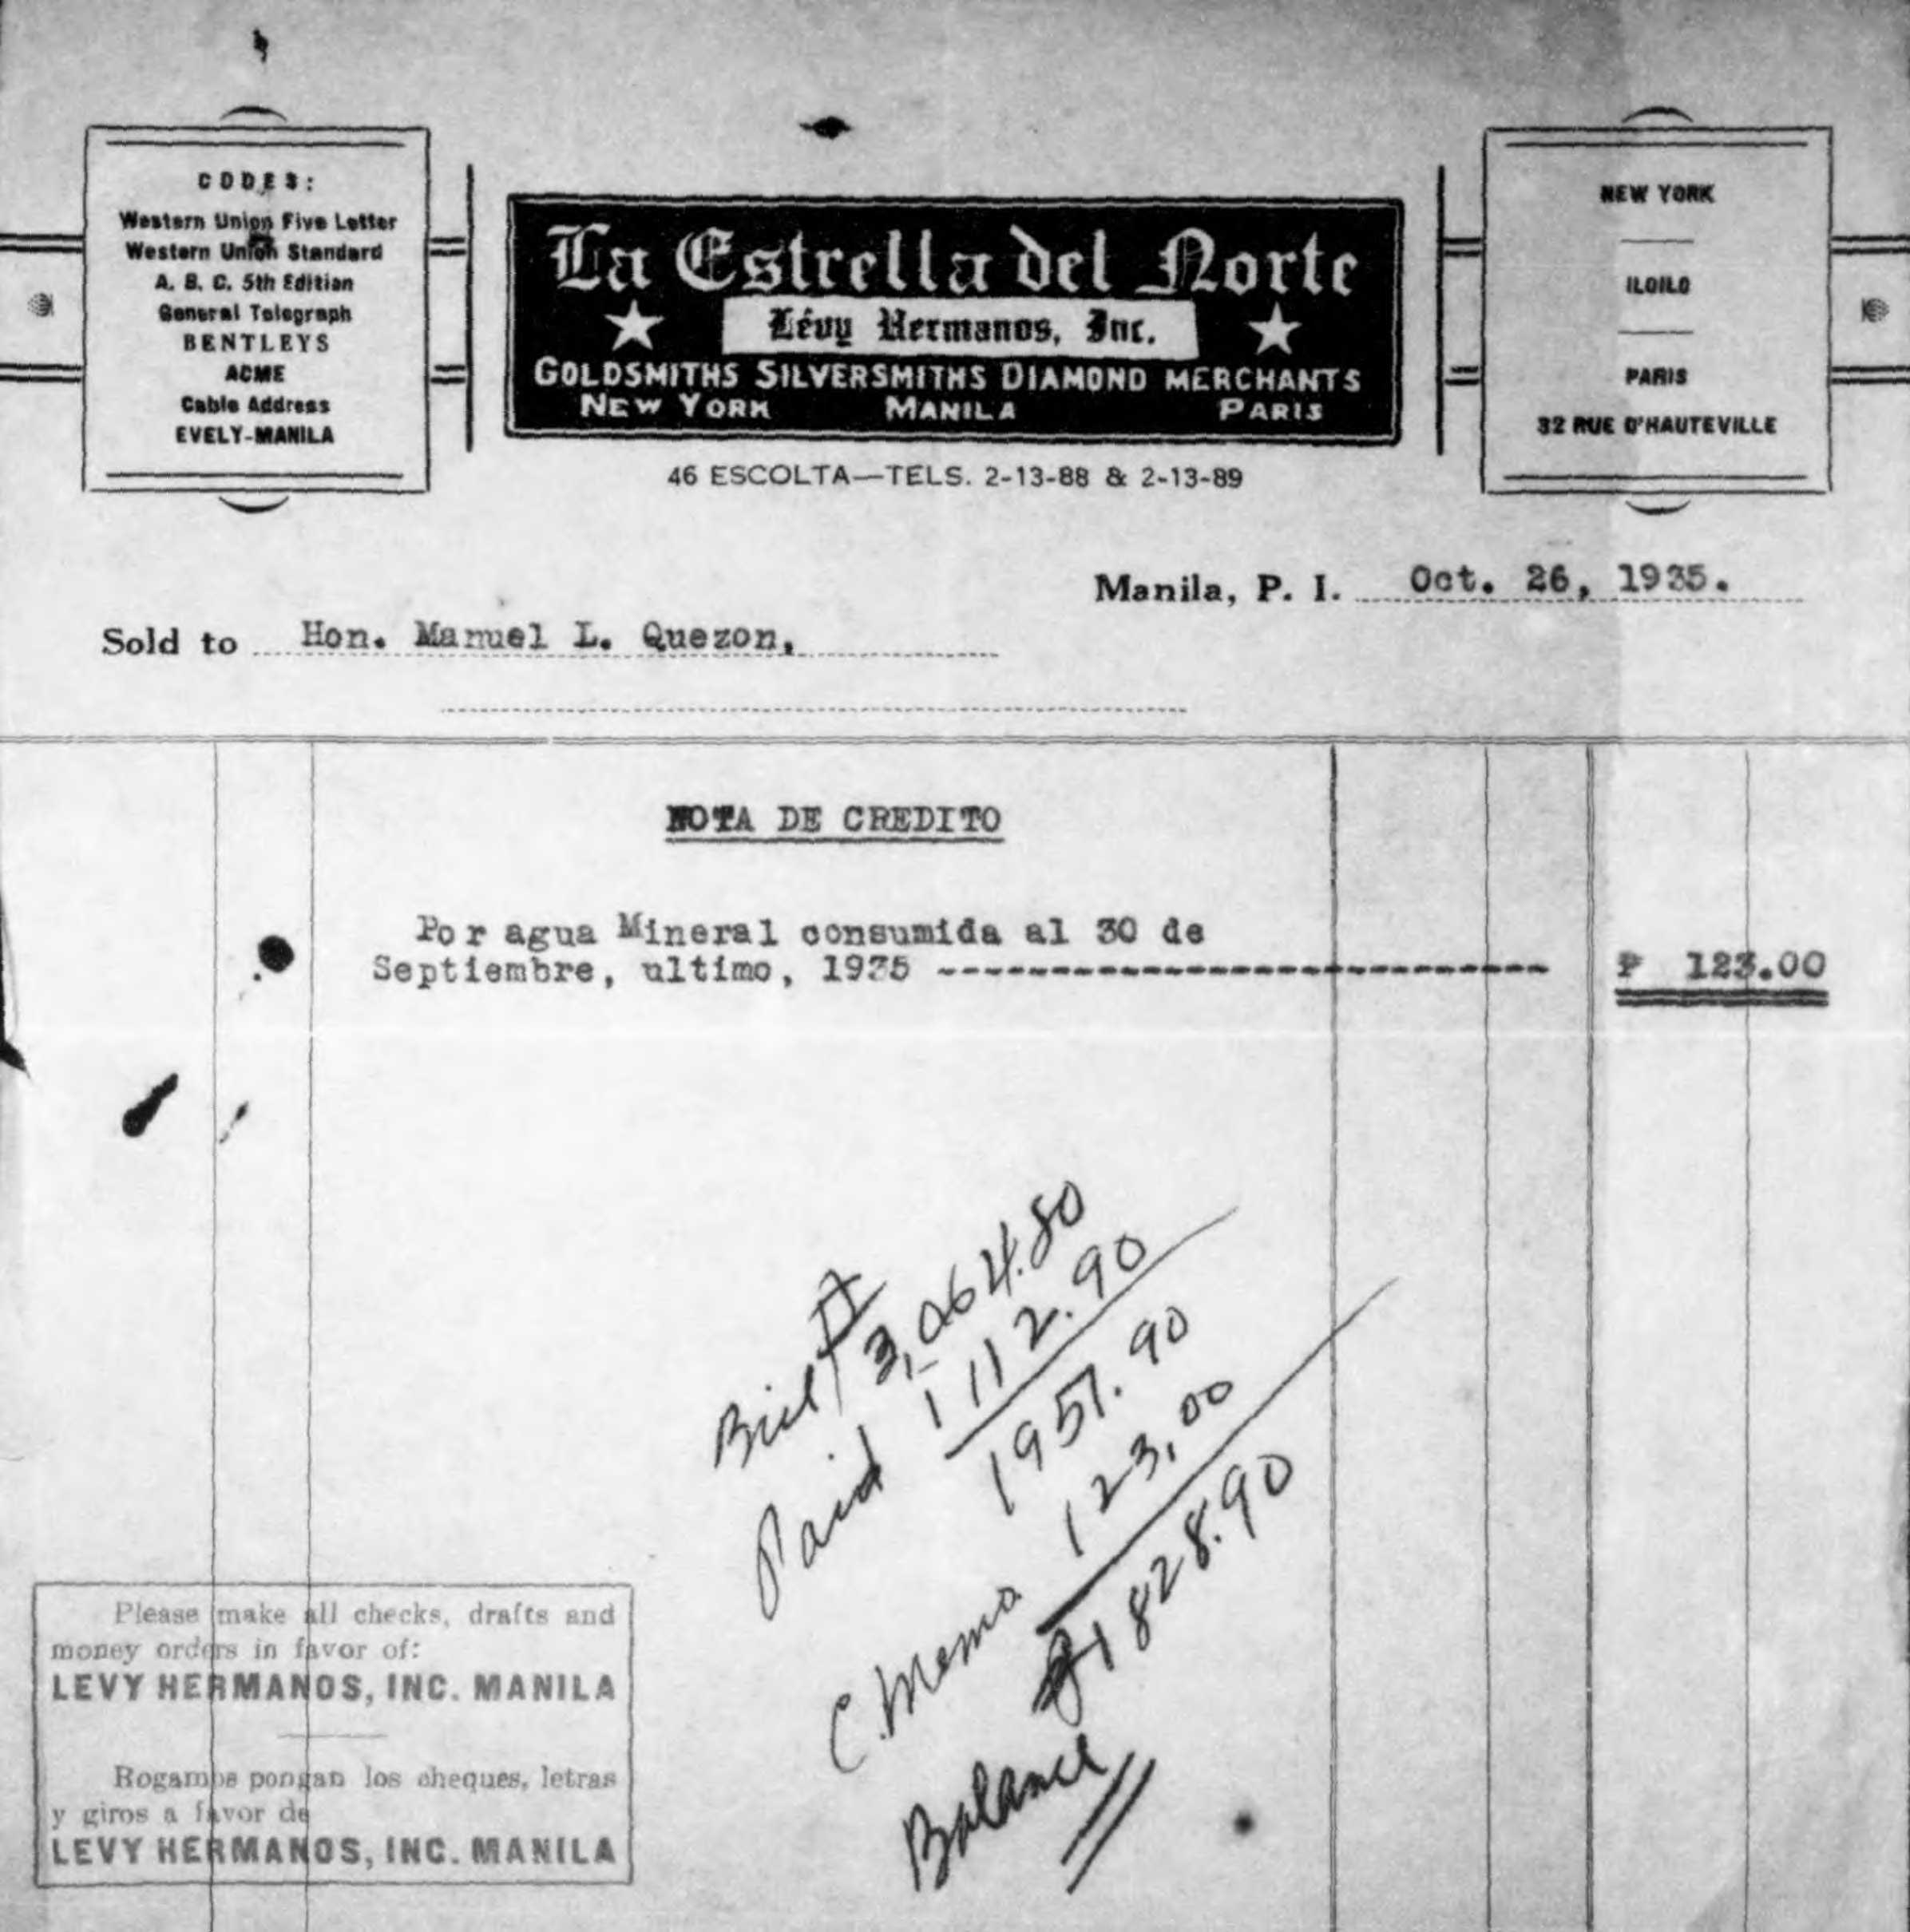 CODES:
Western Union Five Letter
Western Union Standard
A. B. C. 5th Edition
General Telegraph
BENTLEYS
ACME
Cable Address
EVELY-MANILA
La Estrella del Norte
Lévy Hermanos, Inc.
GOLDSMITHS SILVERSMITHS DIAMOND MERCHANTS
NEW YORK MANILA PARIS
46 ESCOLTA—TELS. 2-13-88 & 2-13-89
NEW YORK
ILOILO
PARIS
32 RUE D'HAUTEVILLE
Manila, P. I. Oct. 26, 1935.
Sold to Hon. Manuel L. Quezon,
NOTA DE CREDITO
Por agua Mineral consumida al 30 de
Septiembre, ultimo, 1935 ---------------------------- ₱ 123.00
Bill ₱ 3,064.80
Paid 1112.90
1951.90
C. Memo 123.00
Balance ₱1828.90
Please make all checks, drafts and
money orders in favor of:
LEVY HERMANOS, INC. MANILA
Rogamos pongan los cheques, letras
y giros a favor de
LEVY HERMANOS, INC. MANILA